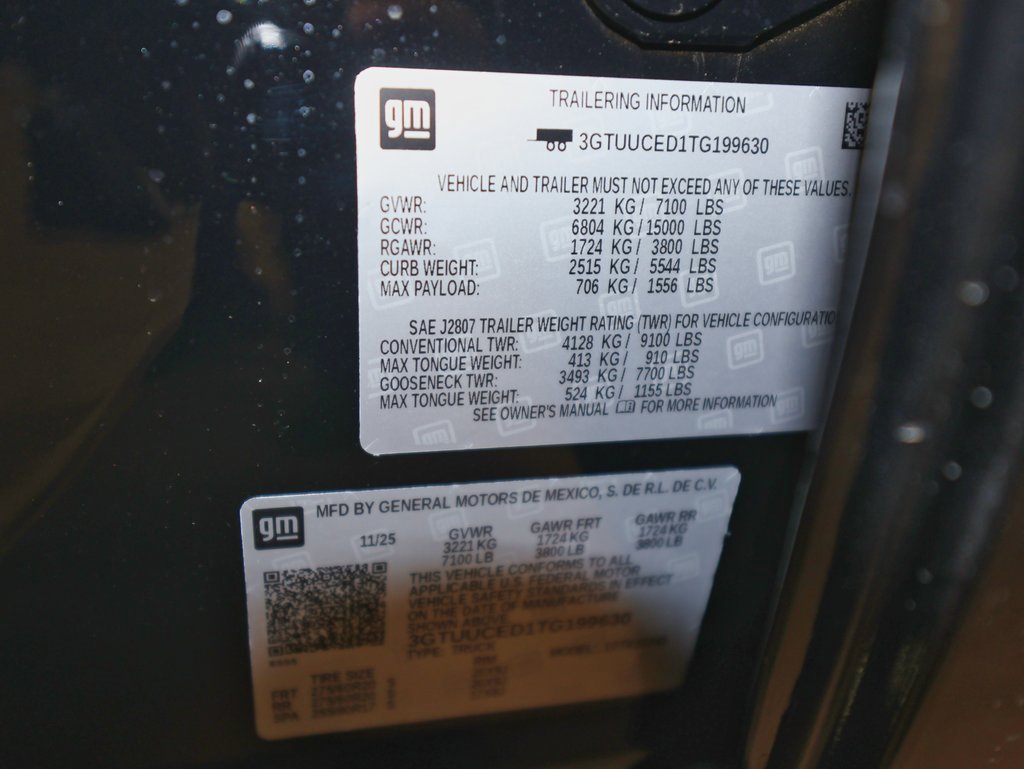 gm
TRAILERING INFORMATION
3GTUUCED1TG199630
VEHICLE AND TRAILER MUST NOT EXCEED ANY OF THESE VALUES.
GVWR: 3221 KG / 7100 LBS
GCWR: 6804 KG / 15000 LBS
RGAWR: 1724 KG / 3800 LBS
CURB WEIGHT: 2515 KG / 5544 LBS
MAX PAYLOAD: 706 KG / 1556 LBS
SAE J2807 TRAILER WEIGHT RATING (TWR) FOR VEHICLE CONFIGURATIO
CONVENTIONAL TWR: 4128 KG / 9100 LBS
MAX TONGUE WEIGHT: 413 KG / 910 LBS
GOOSENECK TWR: 3493 KG / 7700 LBS
MAX TONGUE WEIGHT: 524 KG / 1155 LBS
SEE OWNER'S MANUAL FOR MORE INFORMATION
gm
MFD BY GENERAL MOTORS DE MEXICO, S. DE R.L. DE C.V.
11/25 GVWR GAWR FRT GAWR RR
3221 KG 1724 KG 1724 KG
7100 LB 3800 LB 3800 LB
THIS VEHICLE CONFORMS TO ALL
APPLICABLE U.S. FEDERAL MOTOR
VEHICLE SAFETY STANDARDS IN EFFECT
ON THE DATE OF MANUFACTURE
SHOWN ABOVE.
3GTUUCED1TG199630
TYPE: TRUCK MODEL:
TIRE SIZE
FRT
RR
SPA